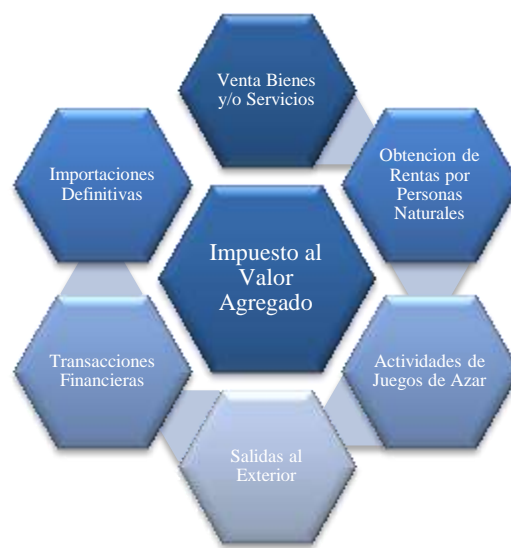 Venta Bienes
y/o Servicios
Obtencion de
Rentas por
Personas
Naturales
Actividades de
Juegos de Azar
Salidas al
Exterior
Transacciones
Financieras
Importaciones
Definitivas
Impuesto al
Valor
Agregado